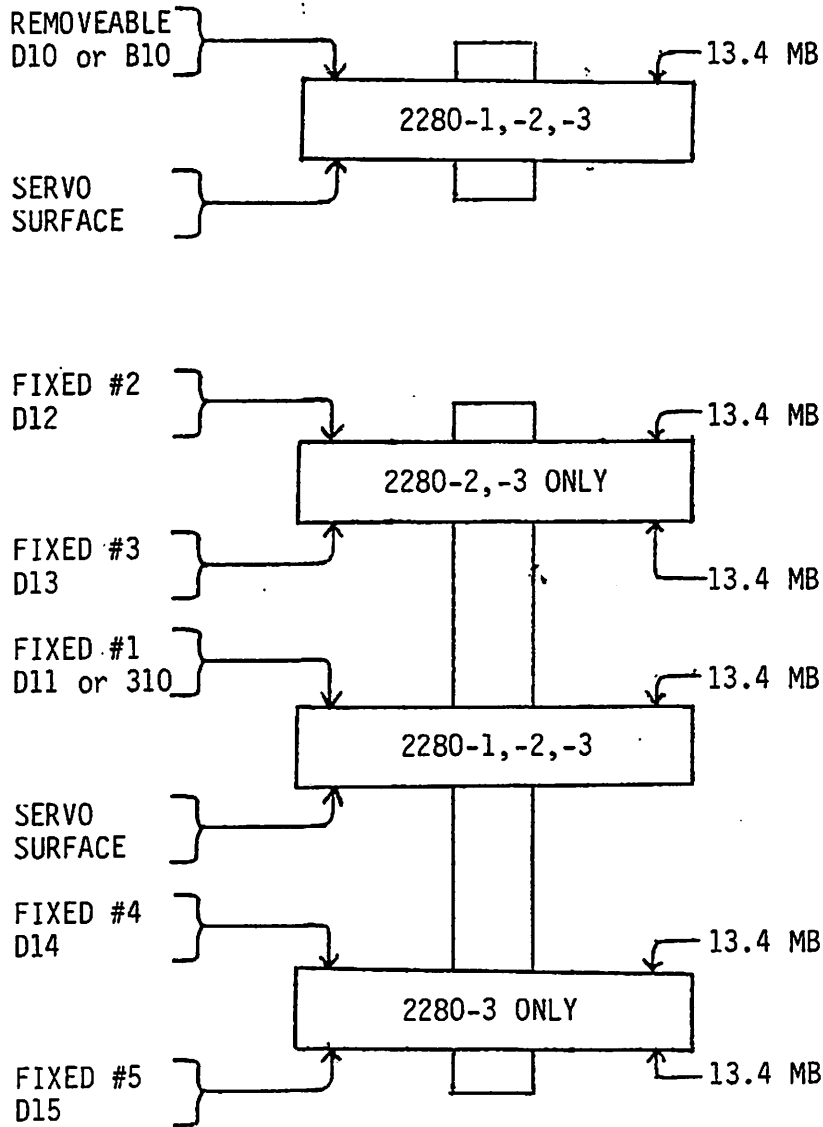 REMOVEABLE
D10 or B10
13.4 MB
2280-1,-2,-3
SERVO
SURFACE
FIXED #2
D12
13.4 MB
2280-2,-3 ONLY
FIXED #3
D13
13.4 MB
FIXED #1
D11 or 310
13.4 MB
2280-1,-2,-3
SERVO
SURFACE
FIXED #4
D14
13.4 MB
2280-3 ONLY
FIXED #5
D15
13.4 MB